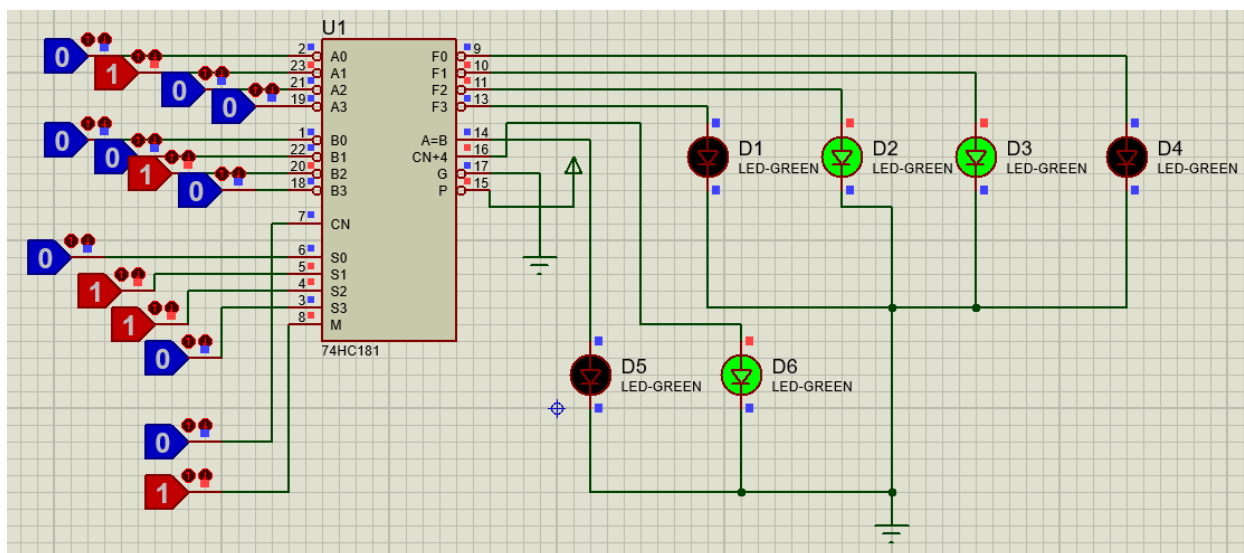 U1
0
1
0
0
2 A0
23 A1
21 A2
19 A3
0
0
1
0
1 B0
22 B1
20 B2
18 B3
7 CN
0
1
1
0
6 S0
5 S1
4 S2
3 S3
8 M
F0 9
F1 10
F2 11
F3 13
A=B 14
CN+4 16
G 17
P 15
74HC181
0
1
D1
LED-GREEN
D2
LED-GREEN
D3
LED-GREEN
D4
LED-GREEN
D5
LED-GREEN
D6
LED-GREEN